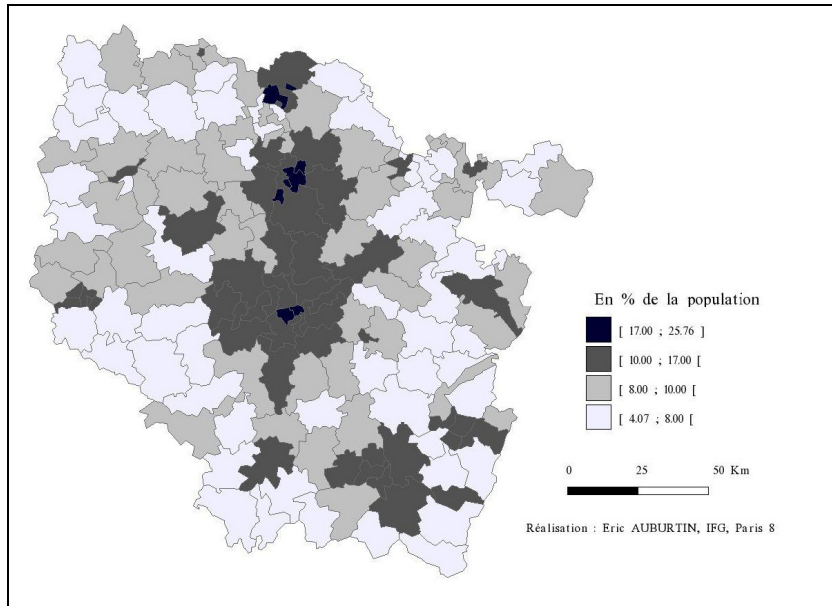 En % de la population
[ 17.00 ; 25.76 ]
[ 10.00 ; 17.00 [
[ 8.00 ; 10.00 [
[ 4.07 ; 8.00 [
0 25 50 Km
Réalisation : Eric AUBURTIN, IFG, Paris 8